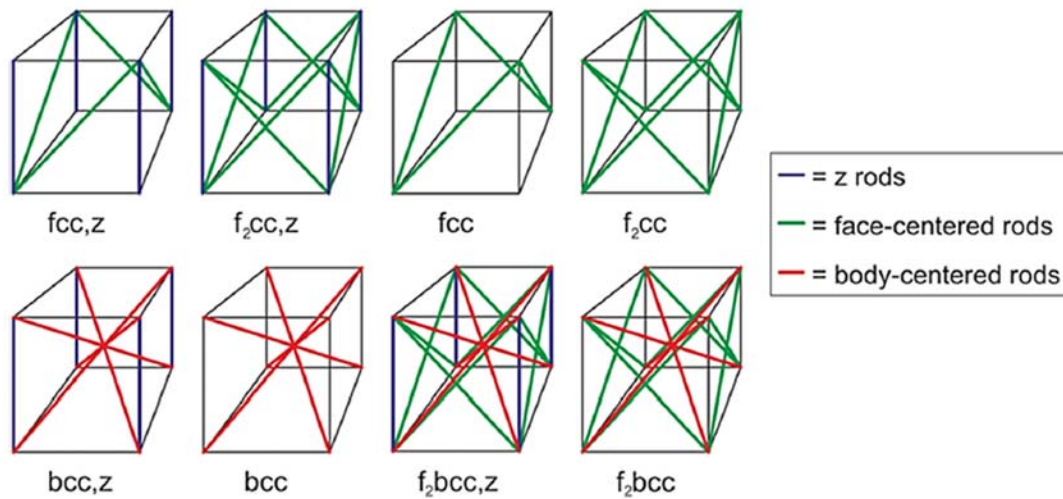 fcc,z
f₂cc,z
fcc
f₂cc
= z rods
= face-centered rods
= body-centered rods
bcc,z
bcc
f₂bcc,z
f₂bcc